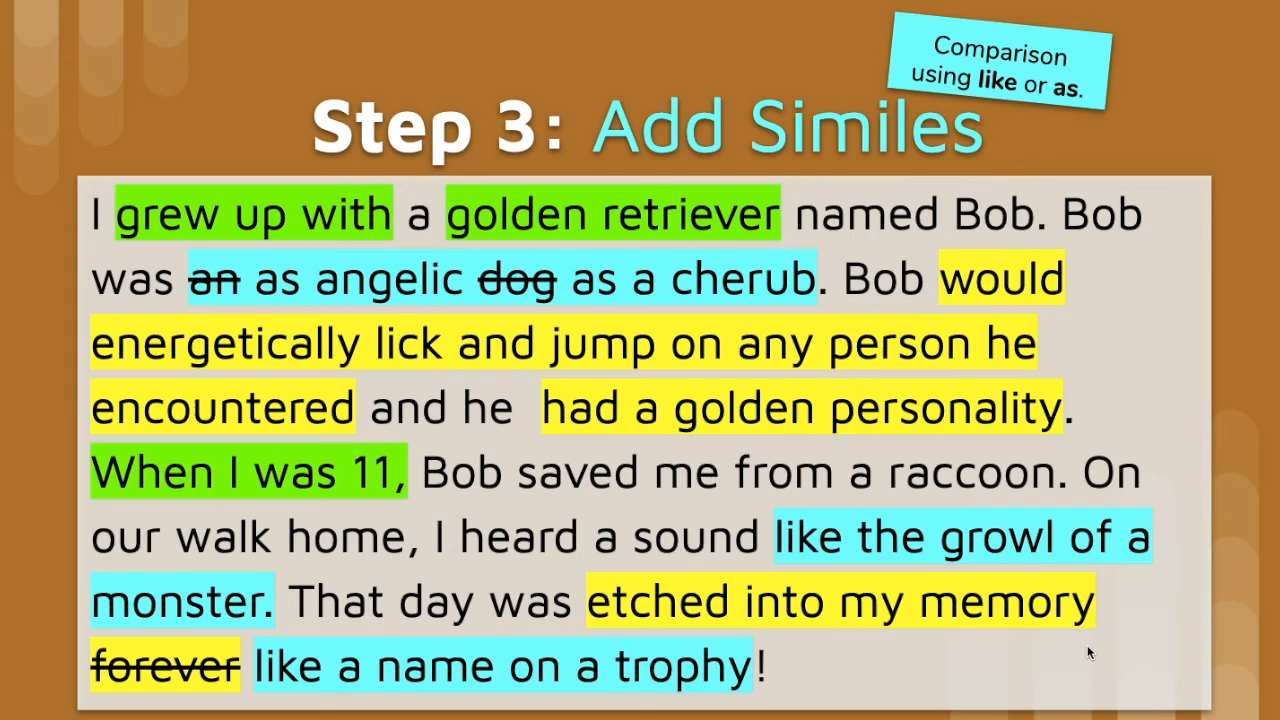 Comparison
using like or as.
Step 3: Add Similes
I grew up with a golden retriever named Bob. Bob
was an as angelic dog as a cherub. Bob would
energetically lick and jump on any person he
encountered and he had a golden personality.
When I was 11, Bob saved me from a raccoon. On
our walk home, I heard a sound like the growl of a
monster. That day was etched into my memory
forever like a name on a trophy!